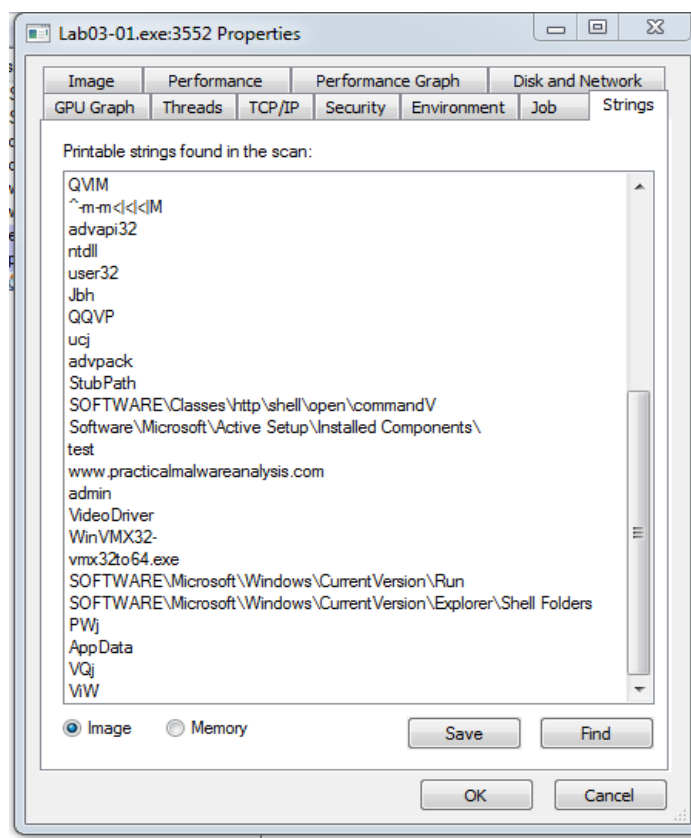 Lab03-01.exe:3552 Properties
Image Performance Performance Graph Disk and Network
GPU Graph Threads TCP/IP Security Environment Job Strings
Printable strings found in the scan:
QVIM
^-m-m<|<|<|M
advapi32
ntdll
user32
Jbh
QQVP
ucj
advpack
StubPath
SOFTWARE\Classes\http\shell\open\commandV
Software\Microsoft\Active Setup\Installed Components\
test
www.practicalmalwareanalysis.com
admin
VideoDriver
WinVMX32-
vmx32to64.exe
SOFTWARE\Microsoft\Windows\CurrentVersion\Run
SOFTWARE\Microsoft\Windows\CurrentVersion\Explorer\Shell Folders
PWj
AppData
VQj
ViW
Image Memory Save Find
OK Cancel